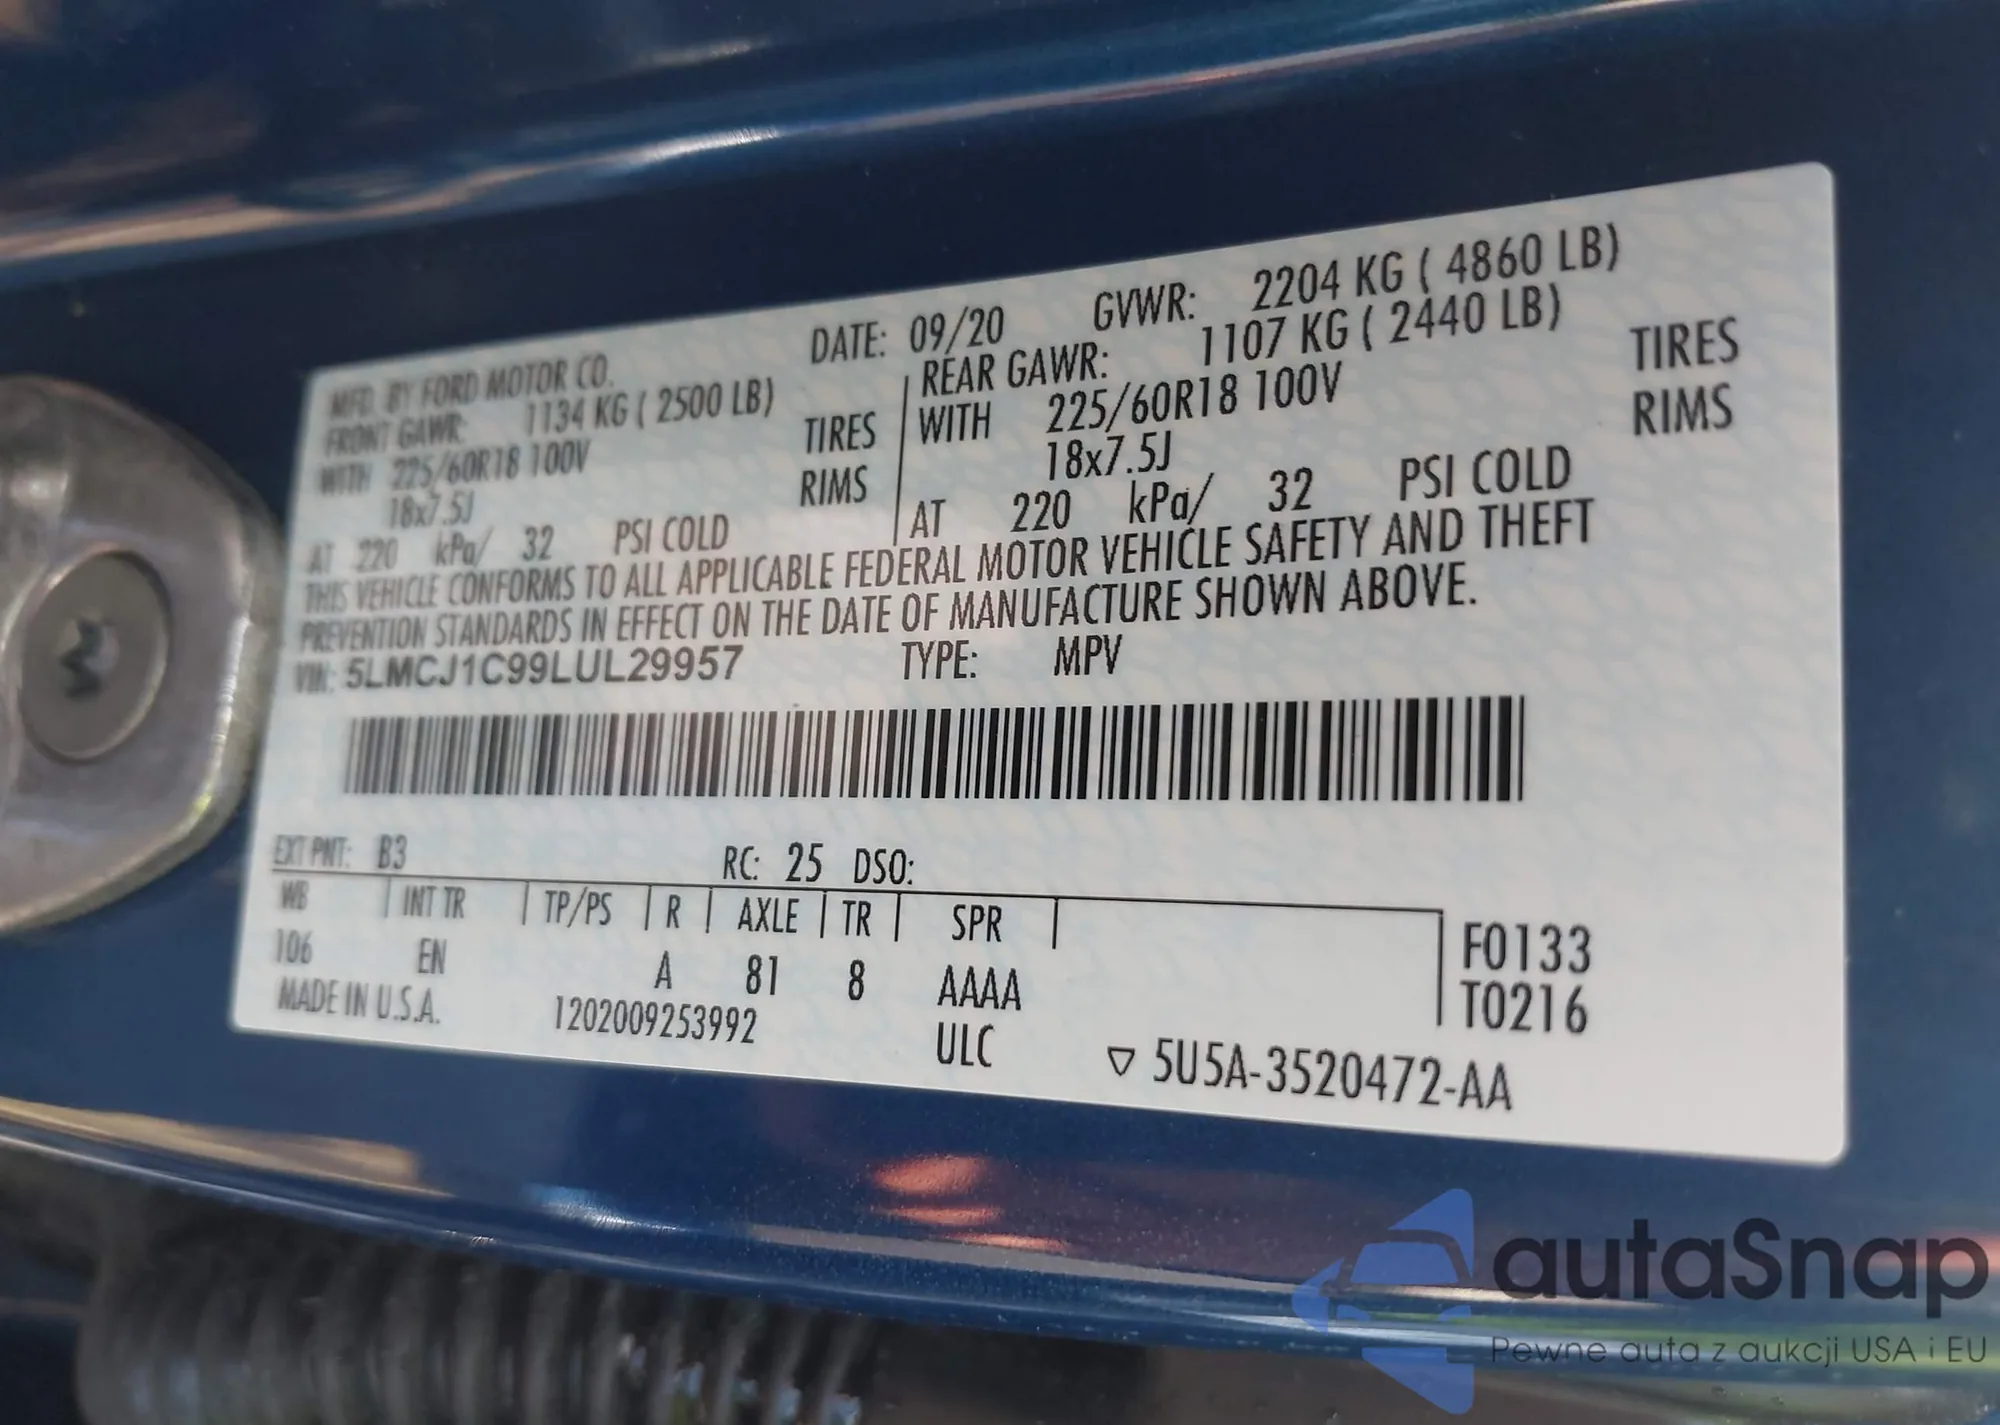 MFD. BY FORD MOTOR CO. DATE: 09/20 GVWR: 2204 KG ( 4860 LB)
FRONT GAWR: 1134 KG ( 2500 LB) REAR GAWR: 1107 KG ( 2440 LB)
WITH 225/60R18 100V TIRES WITH 225/60R18 100V TIRES
18x7.5J RIMS 18x7.5J RIMS
AT 220 kPa/ 32 PSI COLD AT 220 kPa/ 32 PSI COLD
THIS VEHICLE CONFORMS TO ALL APPLICABLE FEDERAL MOTOR VEHICLE SAFETY AND THEFT
PREVENTION STANDARDS IN EFFECT ON THE DATE OF MANUFACTURE SHOWN ABOVE.
VIN: 5LMCJ1C99LUL29957 TYPE: MPV
EXT PNT: B3 RC: 25 DSO:
WB INT TR TP/PS R AXLE TR SPR F0133
106 EN A 81 8 AAAA T0216
MADE IN U.S.A. 1202009253992 ULC ▽ 5U5A-3520472-AA
autaSnap
Pewne auta z aukcji USA i EU